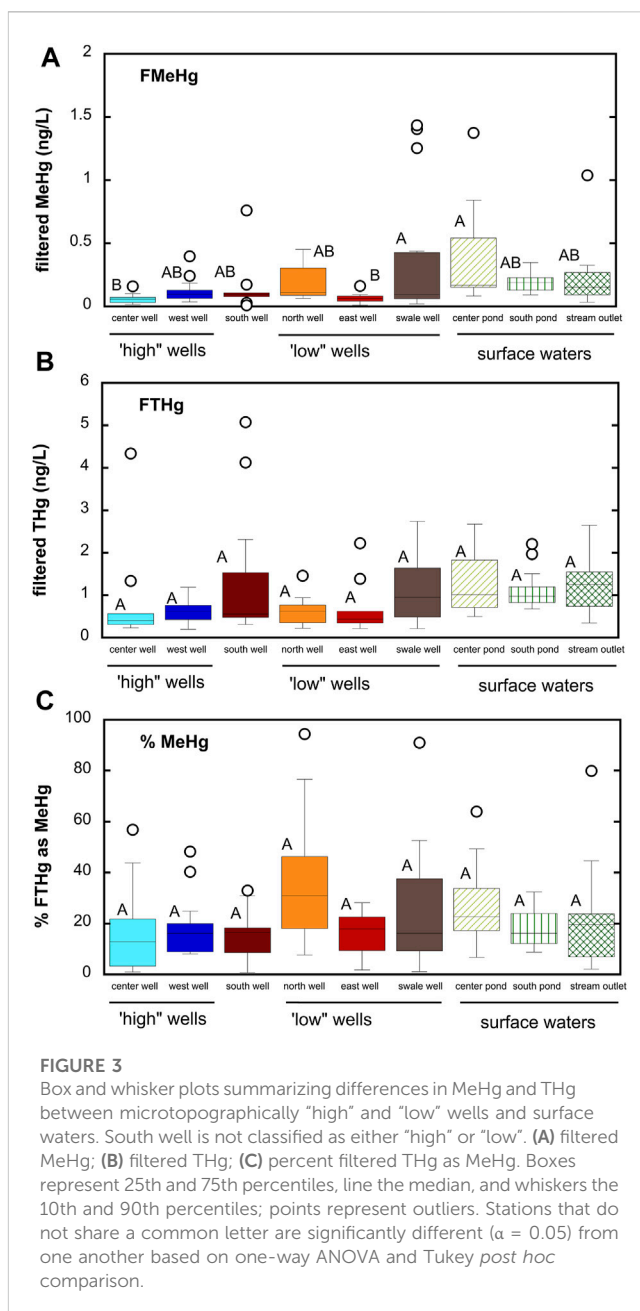 A
FMeHg
filtered MeHg (ng/L)
2
1.5
1
0.5
0
B
AB
AB
AB
B
A
A
AB
AB
center well west well south well north well east well swale well center pond south pond stream outlet
'high" wells
'low" wells
surface waters
B
FTHg
filtered THg (ng/L)
6
5
4
3
2
1
0
A
A
A
A
A
A
A
A
A
center well west well south well north well east well swale well center pond south pond stream outlet
'high" wells
'low" wells
surface waters
C
% MeHg
% FTHg as MeHg
100
80
60
40
20
0
A
A
A
A
A
A
A
A
A
center well west well south well north well east well swale well center pond south pond stream outlet
'high" wells
'low" wells
surface waters
FIGURE 3
Box and whisker plots summarizing differences in MeHg and THg
between microtopographically “high” and “low” wells and surface
waters. South well is not classified as either “high” or “low”. (A) filtered
MeHg; (B) filtered THg; (C) percent filtered THg as MeHg. Boxes
represent 25th and 75th percentiles, line the median, and whiskers the
10th and 90th percentiles; points represent outliers. Stations that do
not share a common letter are significantly different (α = 0.05) from
one another based on one-way ANOVA and Tukey post hoc
comparison.